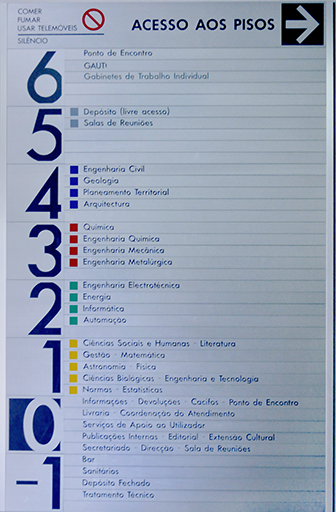 COMER
FUMAR
USAR TELEMÓVEIS
SILÊNCIO
ACESSO AOS PISOS
6
Ponto de Encontro
GAUTI
Gabinetes de Trabalho Individual
5
Depósito (livre acesso)
Salas de Reuniões
4
Engenharia Civil
Geologia
Planeamento Territorial
Arquitectura
3
Química
Engenharia Química
Engenharia Mecânica
Engenharia Metalúrgica
2
Engenharia Electrotécnica
Energia
Informática
Automação
1
Ciências Sociais e Humanas - Literatura
Gestão - Matemática
Astronomia - Física
Ciências Biológicas - Engenharia e Tecnologia
Normas - Estatísticas
0
Informações - Devoluções - Cacifos - Ponto de Encontro
Livraria - Coordenação do Atendimento
Serviços de Apoio ao Utilizador
Publicações Internas - Editorial - Extensão Cultural
Secretariado - Direcção - Sala de Reuniões
-1
Bar
Sanitários
Depósito Fechado
Tratamento Técnico